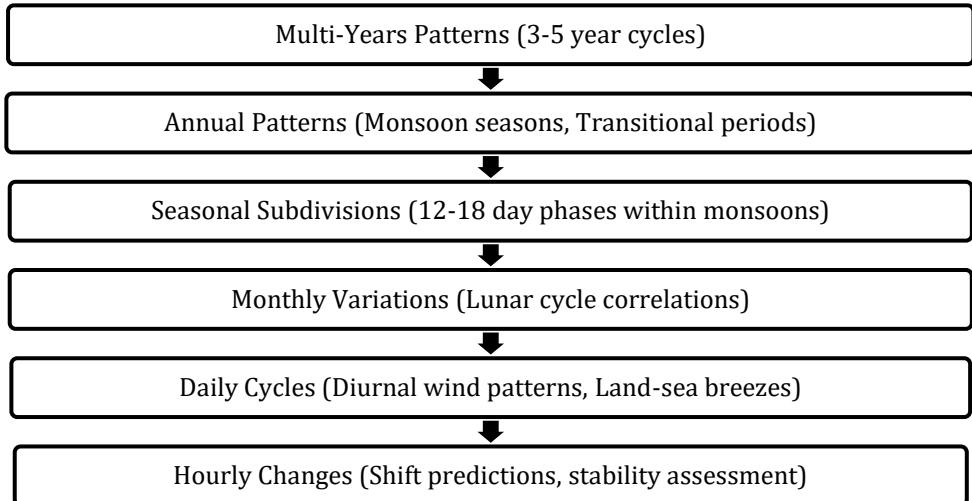 Multi-Years Patterns (3-5 year cycles)
Annual Patterns (Monsoon seasons, Transitional periods)
Seasonal Subdivisions (12-18 day phases within monsoons)
Monthly Variations (Lunar cycle correlations)
Daily Cycles (Diurnal wind patterns, Land-sea breezes)
Hourly Changes (Shift predictions, stability assessment)